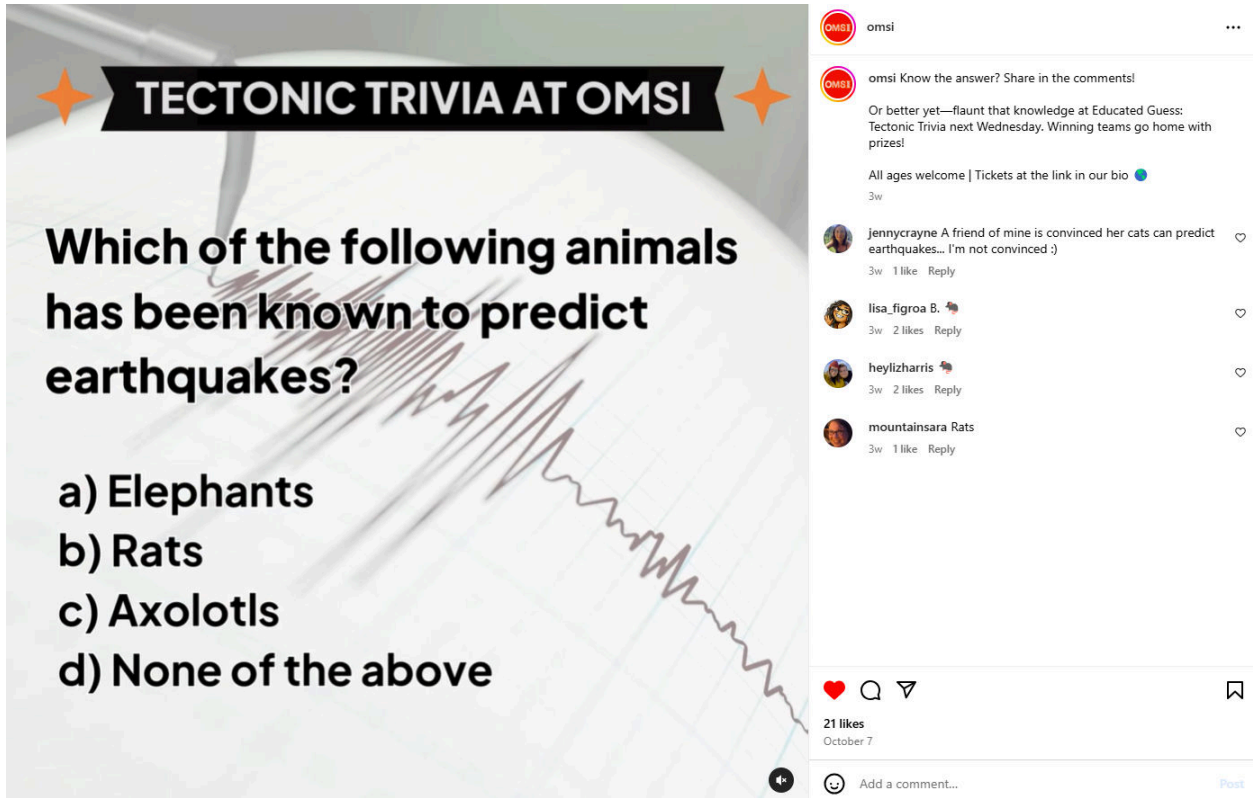 TECTONIC TRIVIA AT OMSI
Which of the following animals
has been known to predict
earthquakes?
a) Elephants
b) Rats
c) Axolotls
d) None of the above
OMSI
omsi
OMSI
omsi Know the answer? Share in the comments!
Or better yet—flaunt that knowledge at Educated Guess:
Tectonic Trivia next Wednesday. Winning teams go home with
prizes!
All ages welcome | Tickets at the link in our bio 🌎
3w
jennycrayne A friend of mine is convinced her cats can predict
earthquakes... I'm not convinced :)
3w 1 like Reply
lisa_figroa B. 🐀
3w 2 likes Reply
heylizharris 🐀
3w 2 likes Reply
mountainsara Rats
3w 1 like Reply
21 likes
October 7
Add a comment...
Post